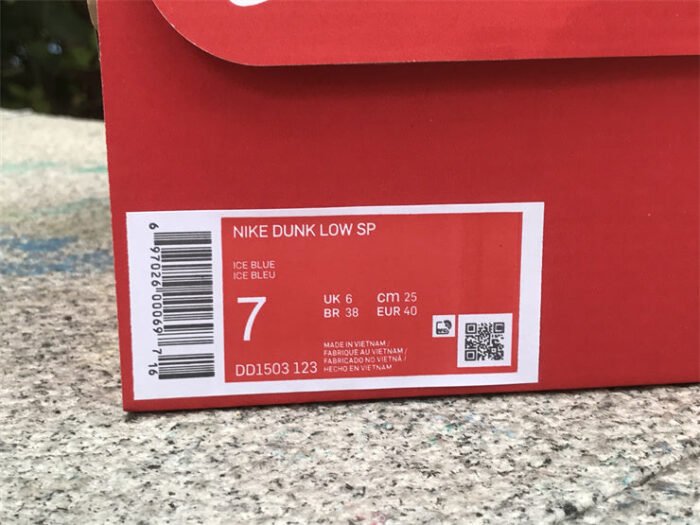 6 97026 00069 7 16
NIKE DUNK LOW SP
ICE BLUE
ICE BLEU
7
UK 6 cm 25
BR 38 EUR 40
MADE IN VIETNAM /
FABRIQUE AU VIETNAM /
FABRICADO NO VIETNÃ /
HECHO EN VIETNAM
DD1503 123